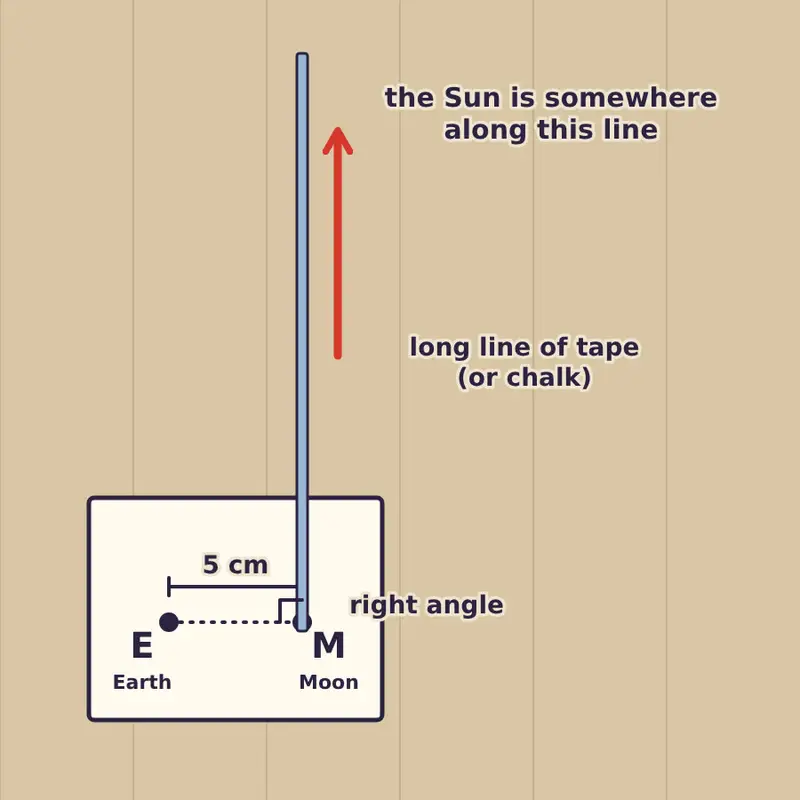 the Sun is somewhere
along this line
long line of tape
(or chalk)
5 cm
right angle
E
M
Earth
Moon